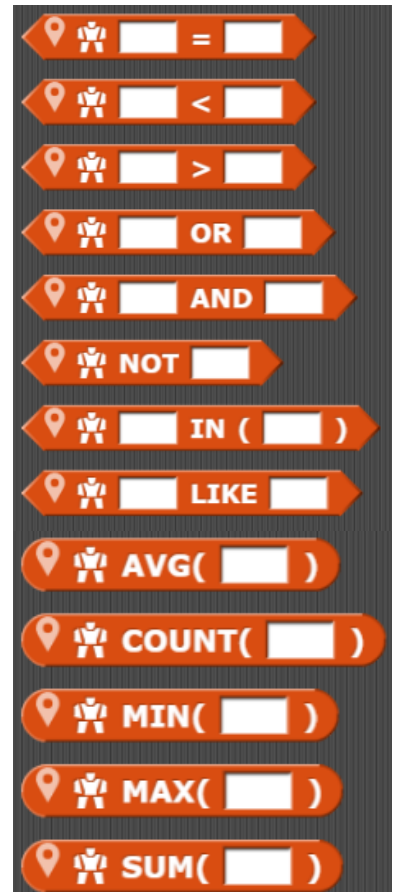 =
<
>
OR
AND
NOT
IN ( )
LIKE
AVG( )
COUNT( )
MIN( )
MAX( )
SUM( )